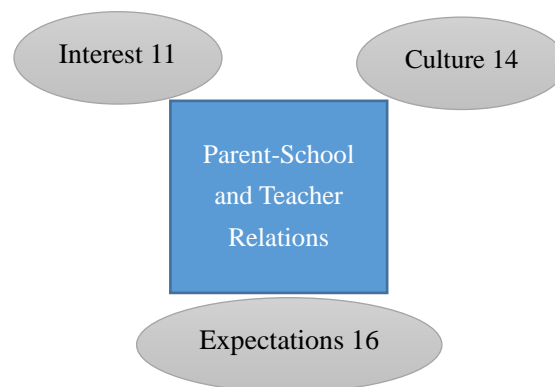 Interest 11
Culture 14
Parent-School
and Teacher
Relations
Expectations 16